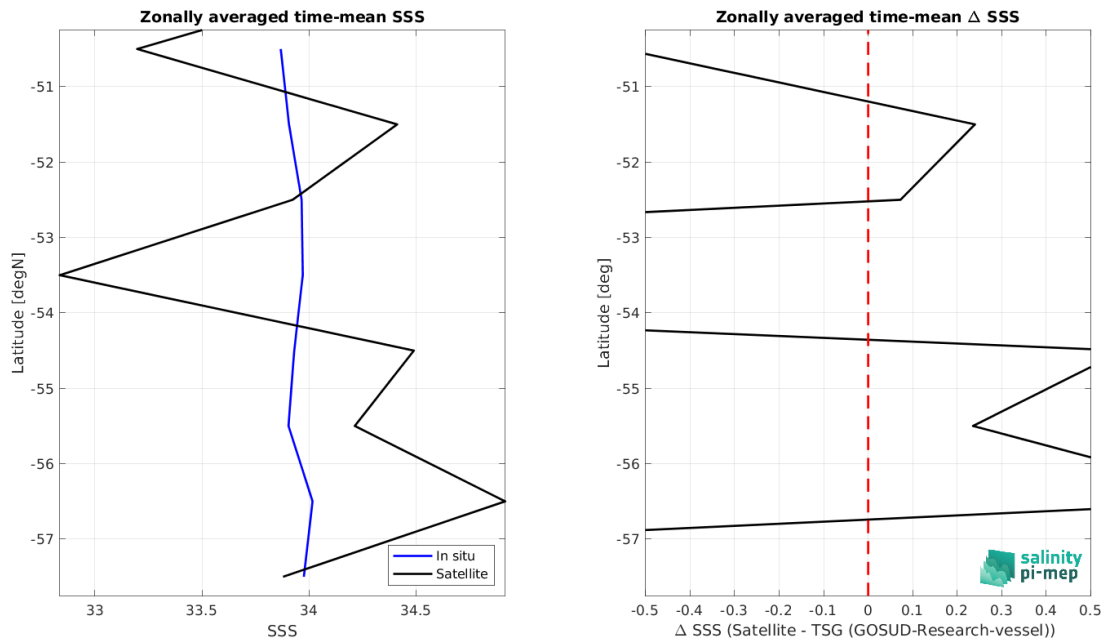 Zonally averaged time-mean SSS
-51
-52
-53
-54
-55
-56
-57
Latitude [degN]
33
33.5
34
34.5
SSS
In situ
Satellite
Zonally averaged time-mean Δ SSS
-51
-52
-53
-54
-55
-56
-57
Latitude [deg]
-0.5 -0.4 -0.3 -0.2 -0.1 0 0.1 0.2 0.3 0.4 0.5
Δ SSS (Satellite - TSG (GOSUD-Research-vessel))
salinity
pi-mep